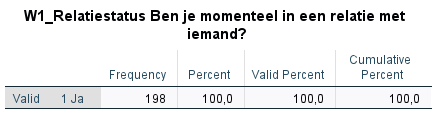 W1_Relatiestatus Ben je momenteel in een relatie met
iemand?
Frequency Percent Valid Percent Cumulative Percent
Valid 1 Ja 198 100,0 100,0 100,0